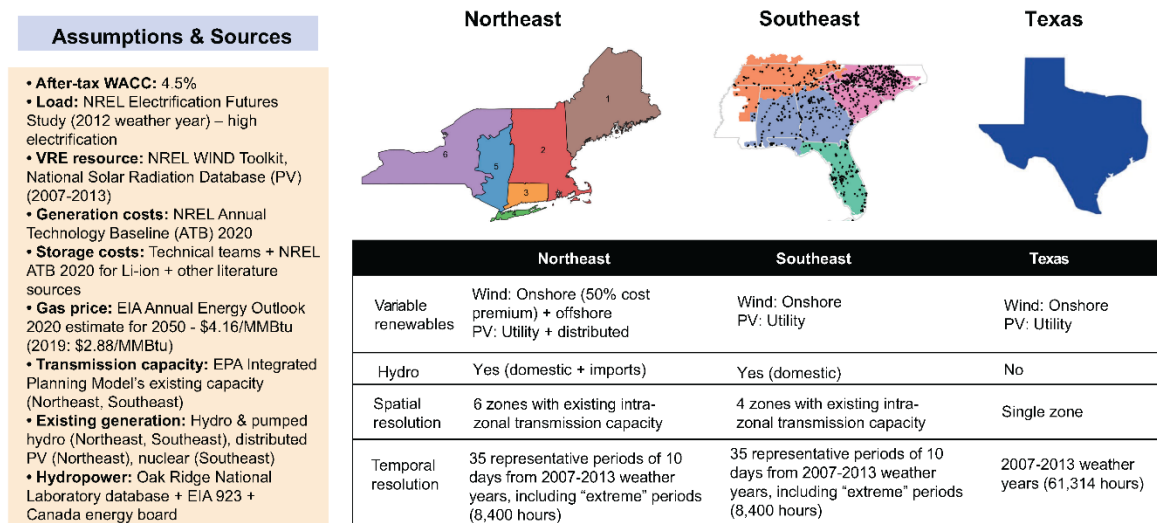 Assumptions & Sources
• After-tax WACC: 4.5%
• Load: NREL Electrification Futures
Study (2012 weather year) – high
electrification
• VRE resource: NREL WIND Toolkit,
National Solar Radiation Database (PV)
(2007-2013)
• Generation costs: NREL Annual
Technology Baseline (ATB) 2020
• Storage costs: Technical teams + NREL
ATB 2020 for Li-ion + other literature
sources
• Gas price: EIA Annual Energy Outlook
2020 estimate for 2050 - $4.16/MMBtu
(2019: $2.88/MMBtu)
• Transmission capacity: EPA Integrated
Planning Model's existing capacity
(Northeast, Southeast)
• Existing generation: Hydro & pumped
hydro (Northeast, Southeast), distributed
PV (Northeast), nuclear (Southeast)
• Hydropower: Oak Ridge National
Laboratory database + EIA 923 +
Canada energy board
Northeast
Southeast
Texas
1
2
3
4
5
6
Northeast
Southeast
Texas
Variable
renewables
Wind: Onshore (50% cost
premium) + offshore
PV: Utility + distributed
Wind: Onshore
PV: Utility
Wind: Onshore
PV: Utility
Hydro
Yes (domestic + imports)
Yes (domestic)
No
Spatial
resolution
6 zones with existing intra-
zonal transmission capacity
4 zones with existing intra-
zonal transmission capacity
Single zone
Temporal
resolution
35 representative periods of 10
days from 2007-2013 weather
years, including "extreme" periods
(8,400 hours)
35 representative periods of 10
days from 2007-2013 weather
years, including "extreme" periods
(8,400 hours)
2007-2013 weather
years (61,314 hours)